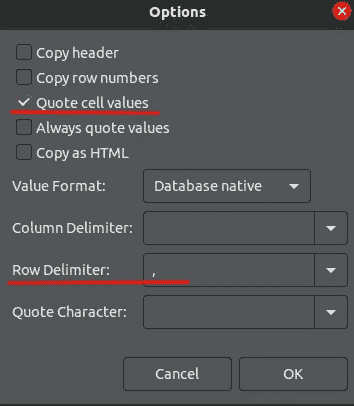 Options
Copy header
Copy row numbers
Quote cell values
Always quote values
Copy as HTML
Value Format: Database native
Column Delimiter:
Row Delimiter: ,
Quote Character:
Cancel OK